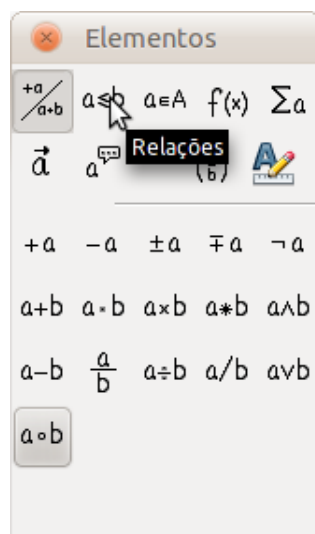 Elementos
+a/a+b a≤b a∈A f(x) Σa
a⃗ a
Relações
+a −a ±a ∓a ¬a
a+b a·b a×b a∗b a∧b
a−b a/b a÷b a/b a∨b
a∘b